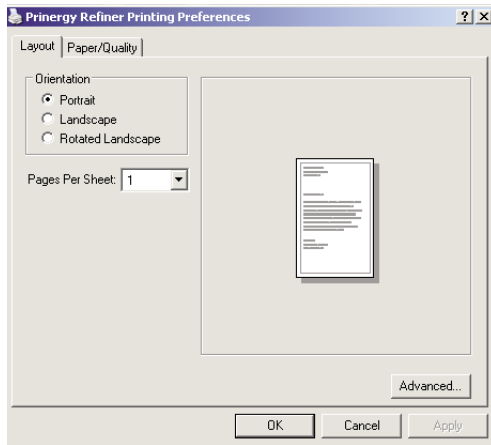 Prinergy Refiner Printing Preferences
Layout Paper/Quality
Orientation
Portrait
Landscape
Rotated Landscape
Pages Per Sheet: 1
Advanced...
OK Cancel Apply